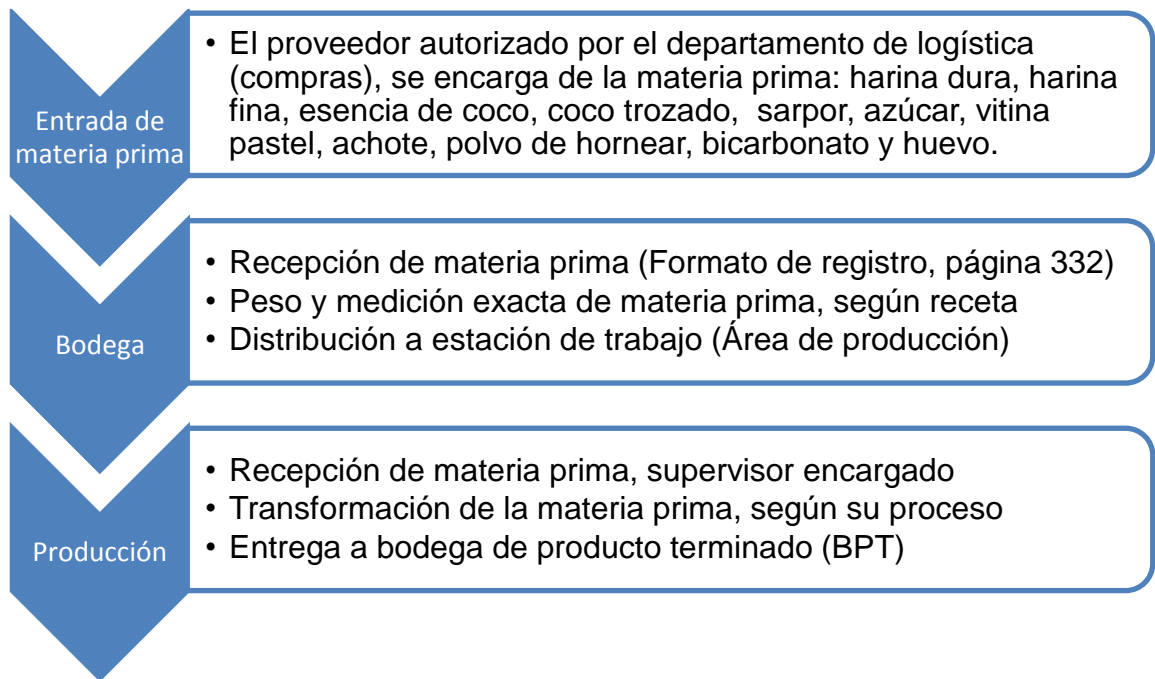 Entrada de
materia prima
• El proveedor autorizado por el departamento de logística
(compras), se encarga de la materia prima: harina dura, harina
fina, esencia de coco, coco trozado, sarpor, azúcar, vitina
pastel, achote, polvo de hornear, bicarbonato y huevo.
Bodega
• Recepción de materia prima (Formato de registro, página 332)
• Peso y medición exacta de materia prima, según receta
• Distribución a estación de trabajo (Área de producción)
Producción
• Recepción de materia prima, supervisor encargado
• Transformación de la materia prima, según su proceso
• Entrega a bodega de producto terminado (BPT)